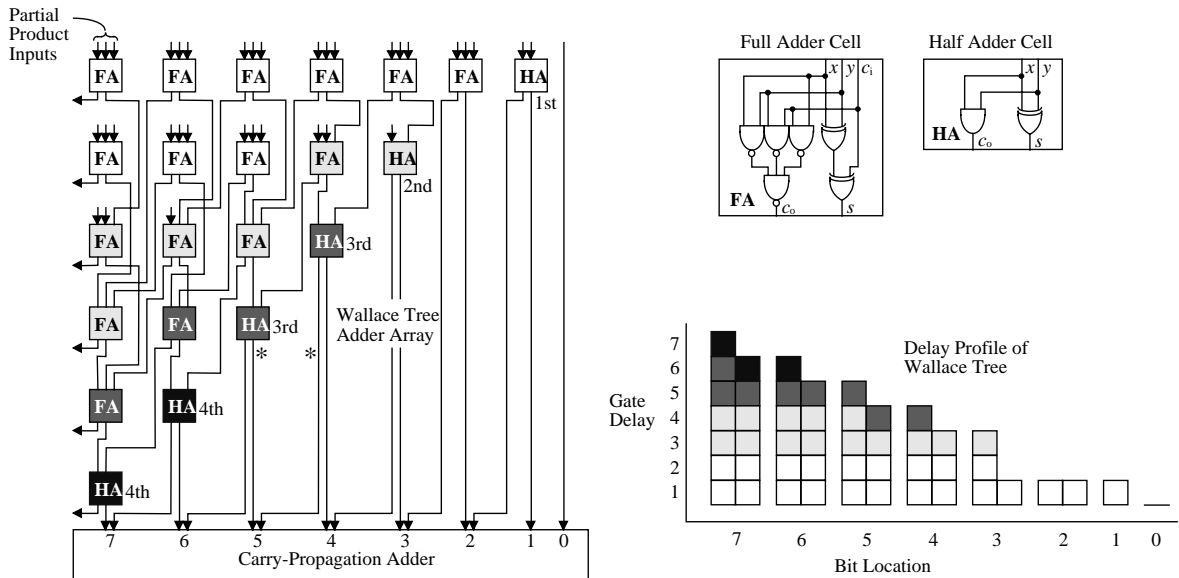 Partial
Product
Inputs
FA FA FA FA FA FA HA
1st
FA FA FA FA HA
2nd
FA FA FA HA 3rd
FA FA HA 3rd
Wallace Tree
Adder Array
* *
FA HA 4th
HA 4th
7 6 5 4 3 2 1 0
Carry-Propagation Adder
Full Adder Cell
x y ci
FA
co s
Half Adder Cell
x y
HA
co s
Delay Profile of
Wallace Tree
Gate
Delay
7
6
5
4
3
2
1
7 6 5 4 3 2 1 0
Bit Location